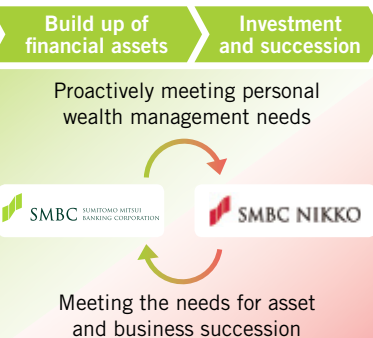 Build up of
financial assets
Investment
and succession
Proactively meeting personal
wealth management needs
SMBC SUMITOMO MITSUI
BANKING CORPORATION
SMBC NIKKO
Meeting the needs for asset
and business succession